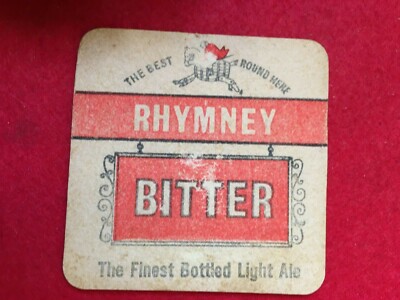 THE BEST ROUND HERE
RHYMNEY
BITTER
The Finest Bottled Light Ale